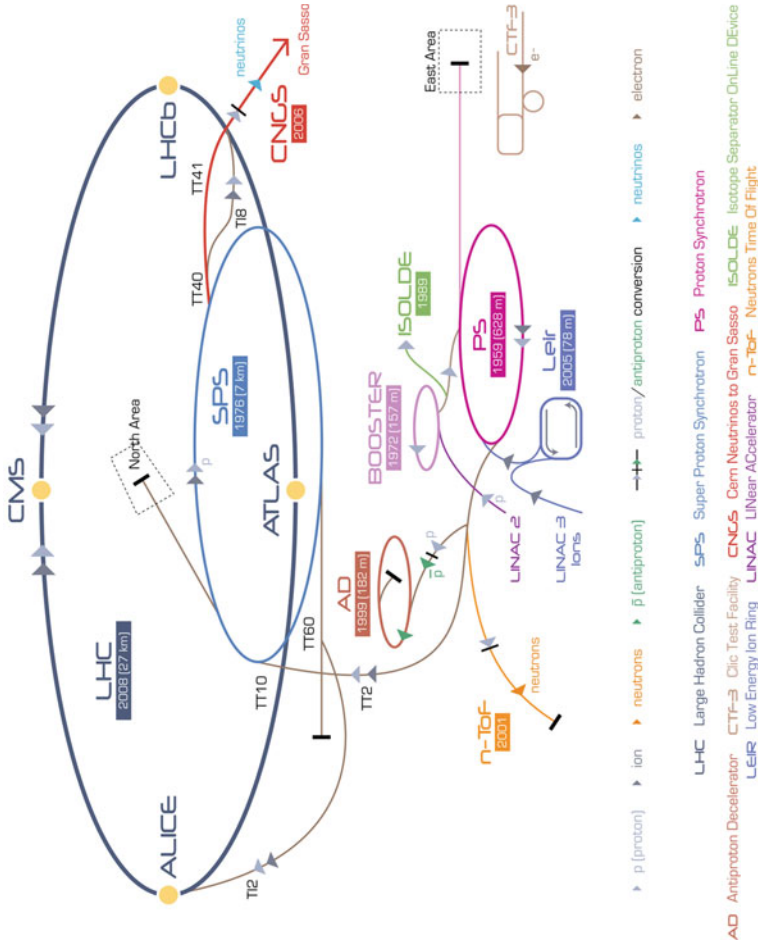 CMS
LHC
2008 (27 km)
North Area
ALICE
LHCb
TT40
TT41
SPS
1976 (7 km)
TI8
TI2
TT10
ATLAS
CNGS
2006
neutrinos
Gran Sasso
TT60
p
AD
1999 (182 m)
TT2
BOOSTER
1972 (157 m)
ISOLDE
1989
East Area
p
p̄
LINAC 2
p
n-ToF
2001
neutrons
LINAC 3
Ions
PS
1959 (628 m)
Leir
2005 (78 m)
CTF-3
e-
p (proton)
ion
neutrons
p̄ (antiproton)
proton/antiproton conversion
neutrinos
electron
LHC Large Hadron Collider SPS Super Proton Synchrotron PS Proton Synchrotron
AD Antiproton Decelerator CTF-3 Clic Test Facility CNGS Cern Neutrinos to Gran Sasso ISOLDE Isotope Separator OnLine DEvice
LEIR Low Energy Ion Ring LINAC LINear ACcelerator n-ToF Neutrons Time Of Flight